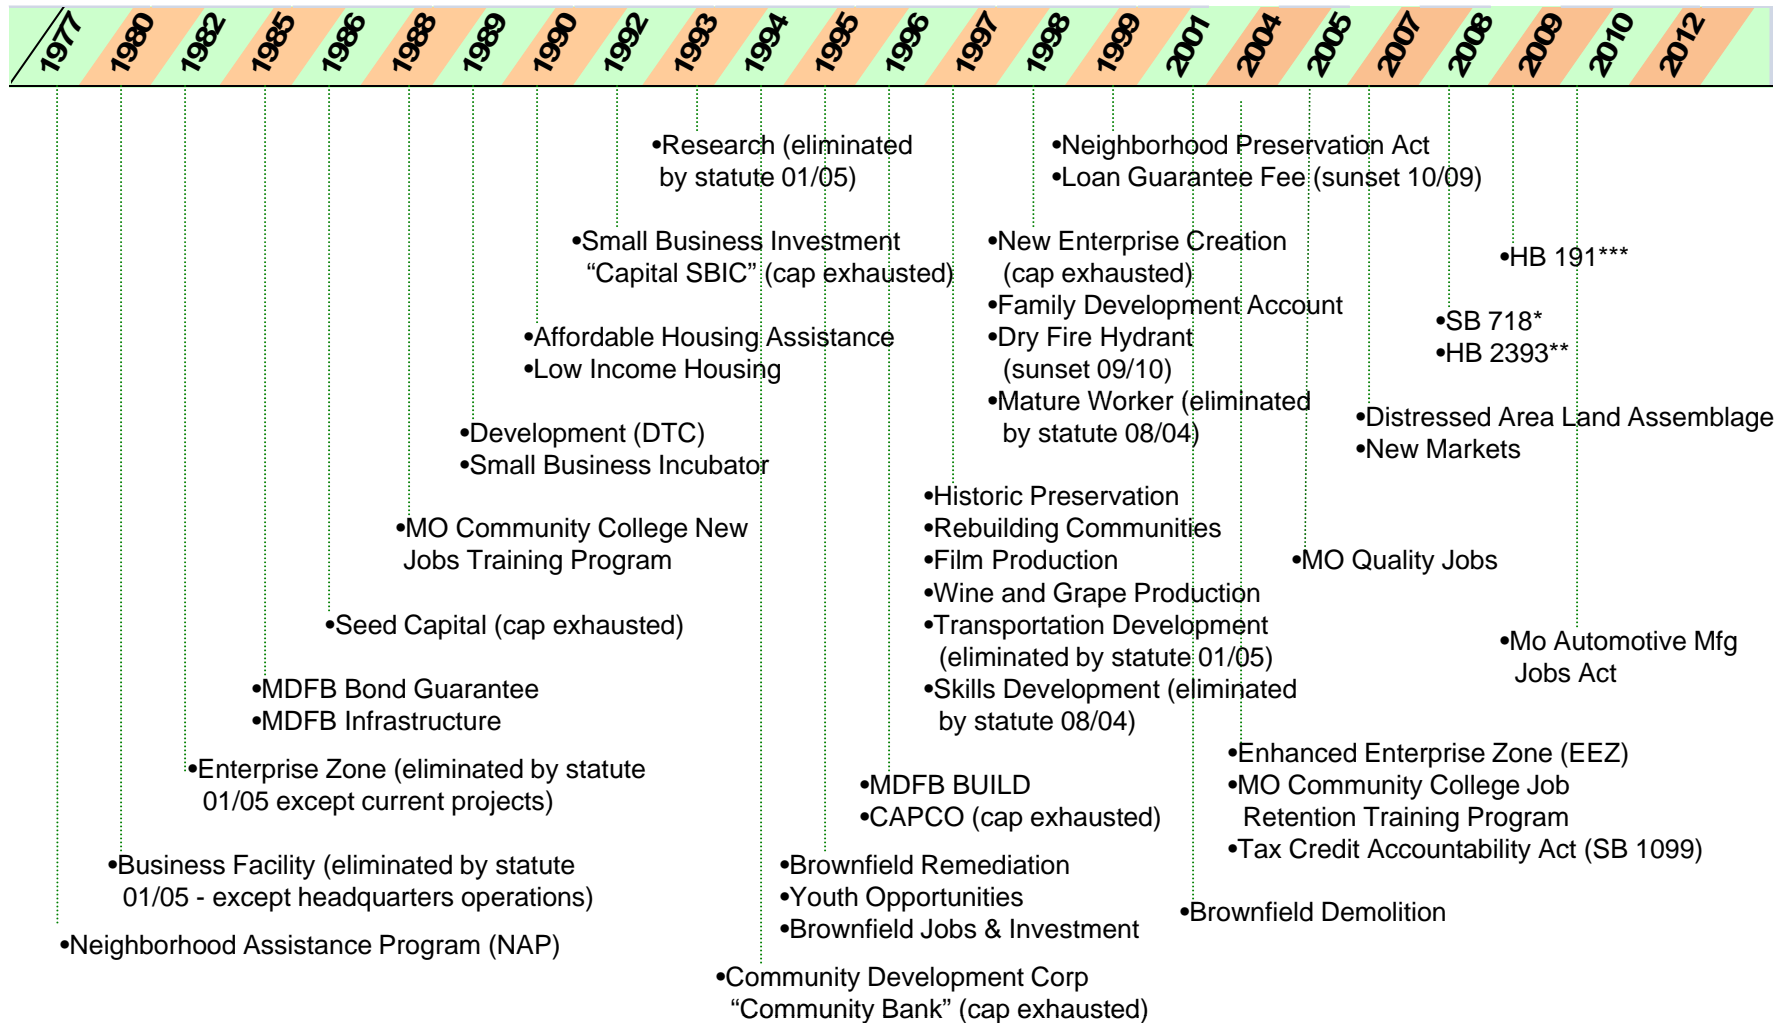 1977 1980 1982 1985 1986 1988 1989 1990 1992 1993 1994 1995 1996 1997 1998 1999 2001 2004 2005 2007 2008 2009 2010 2012
•Research (eliminated
by statute 01/05)
•Neighborhood Preservation Act
•Loan Guarantee Fee (sunset 10/09)
•Small Business Investment
“Capital SBIC” (cap exhausted)
•New Enterprise Creation
(cap exhausted)
•Family Development Account
•Dry Fire Hydrant
(sunset 09/10)
•Mature Worker (eliminated
by statute 08/04)
•HB 191***
•SB 718*
•HB 2393**
•Affordable Housing Assistance
•Low Income Housing
•Distressed Area Land Assemblage
•New Markets
•Development (DTC)
•Small Business Incubator
•Historic Preservation
•Rebuilding Communities
•Film Production
•Wine and Grape Production
•Transportation Development
(eliminated by statute 01/05)
•Skills Development (eliminated
by statute 08/04)
•MO Community College New
Jobs Training Program
•MO Quality Jobs
•Seed Capital (cap exhausted)
•Mo Automotive Mfg
Jobs Act
•MDFB Bond Guarantee
•MDFB Infrastructure
•Enterprise Zone (eliminated by statute
01/05 except current projects)
•MDFB BUILD
•CAPCO (cap exhausted)
•Enhanced Enterprise Zone (EEZ)
•MO Community College Job
Retention Training Program
•Tax Credit Accountability Act (SB 1099)
•Business Facility (eliminated by statute
01/05 - except headquarters operations)
•Brownfield Remediation
•Youth Opportunities
•Brownfield Jobs & Investment
•Brownfield Demolition
•Neighborhood Assistance Program (NAP)
•Community Development Corp
“Community Bank” (cap exhausted)